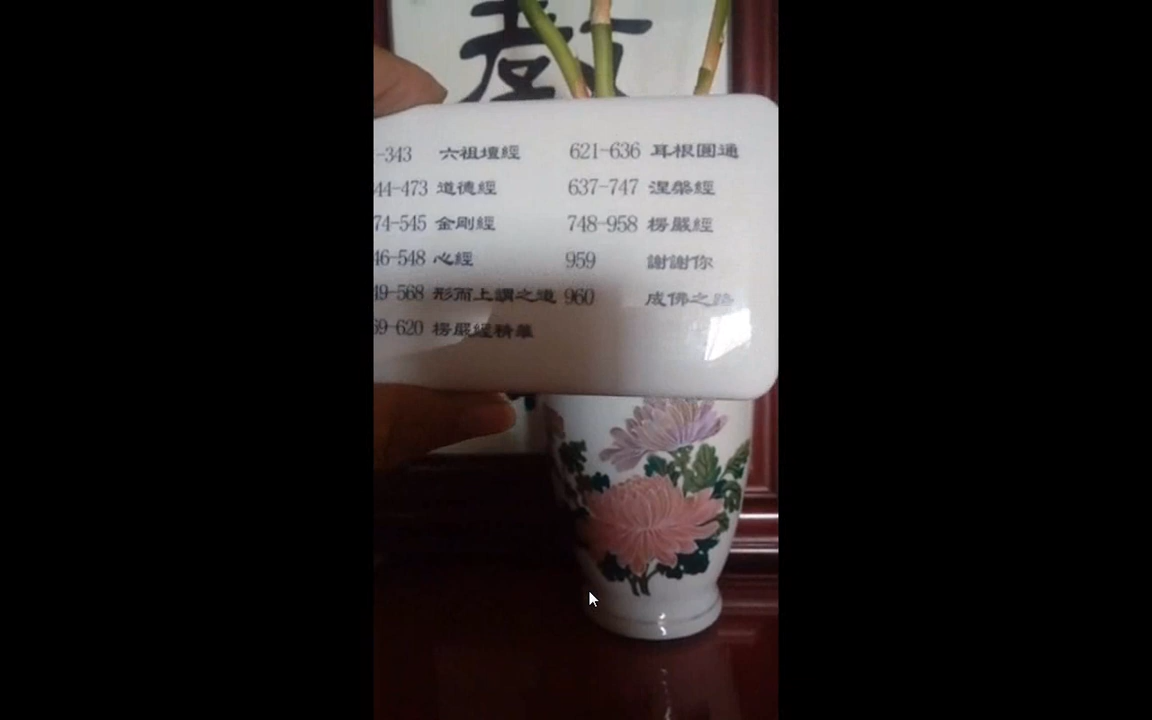 -343 六祖壇經
44-473 道德經
74-545 金剛經
46-548 心經
49-568 形而上謂之道
69-620 楞嚴經精華
621-636 耳根圓通
637-747 涅槃經
748-958 楞嚴經
959 謝謝你
960 成佛之路